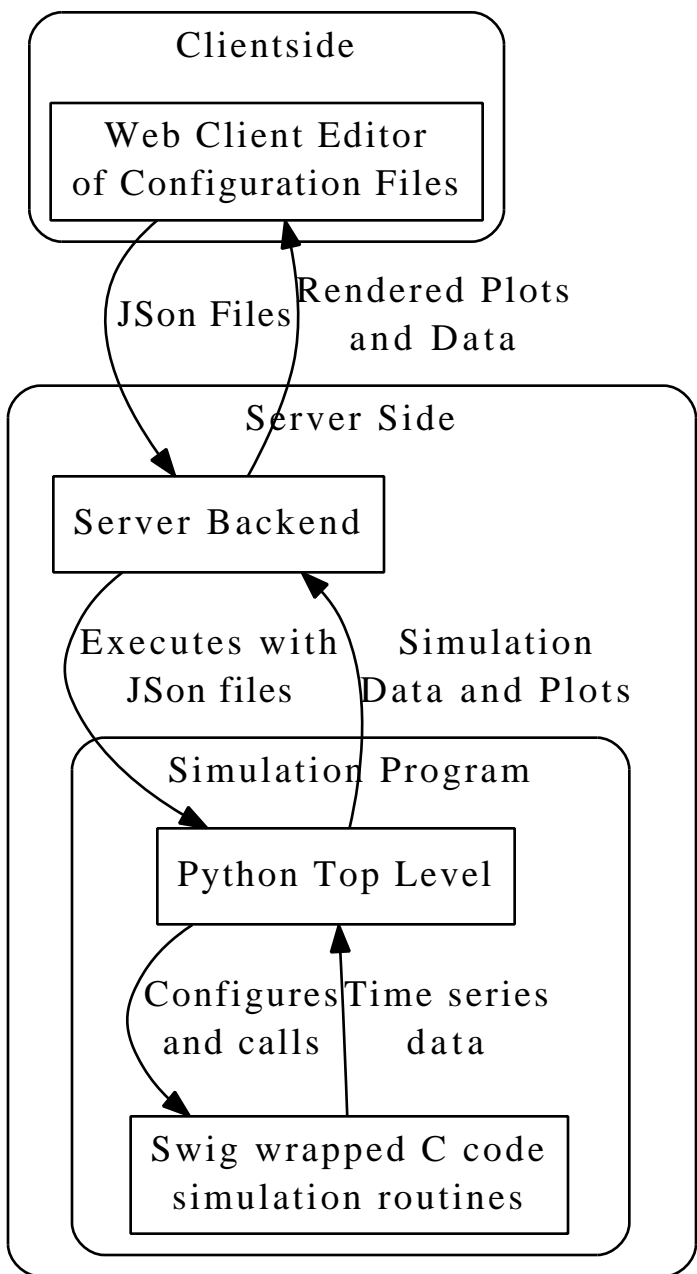 Clientside
Web Client Editor
of Configuration Files
JSon Files
Rendered Plots
and Data
Server Side
Server Backend
Executes with
JSon files
Simulation
Data and Plots
Simulation Program
Python Top Level
Configures
and calls
Time series
data
Swig wrapped C code
simulation routines